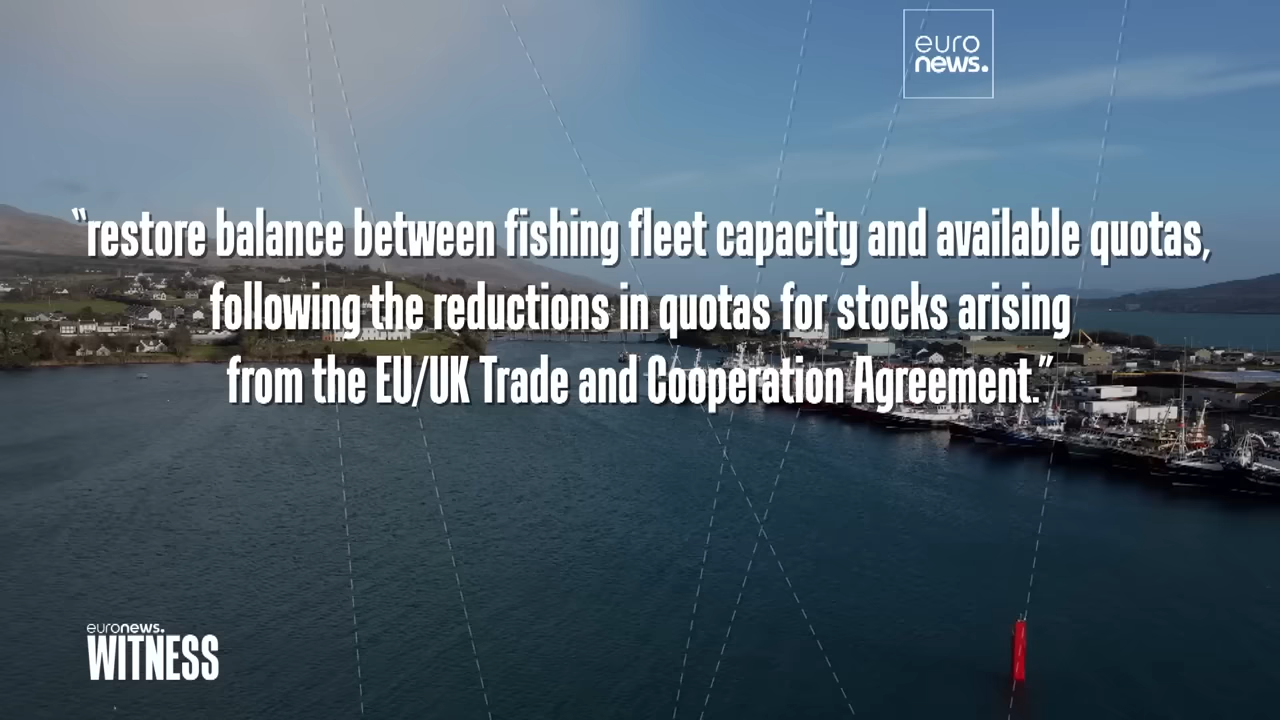 euro
news.
“restore balance between fishing fleet capacity and available quotas,
following the reductions in quotas for stocks arising
from the EU/UK Trade and Cooperation Agreement.”
euronews.
WITNESS